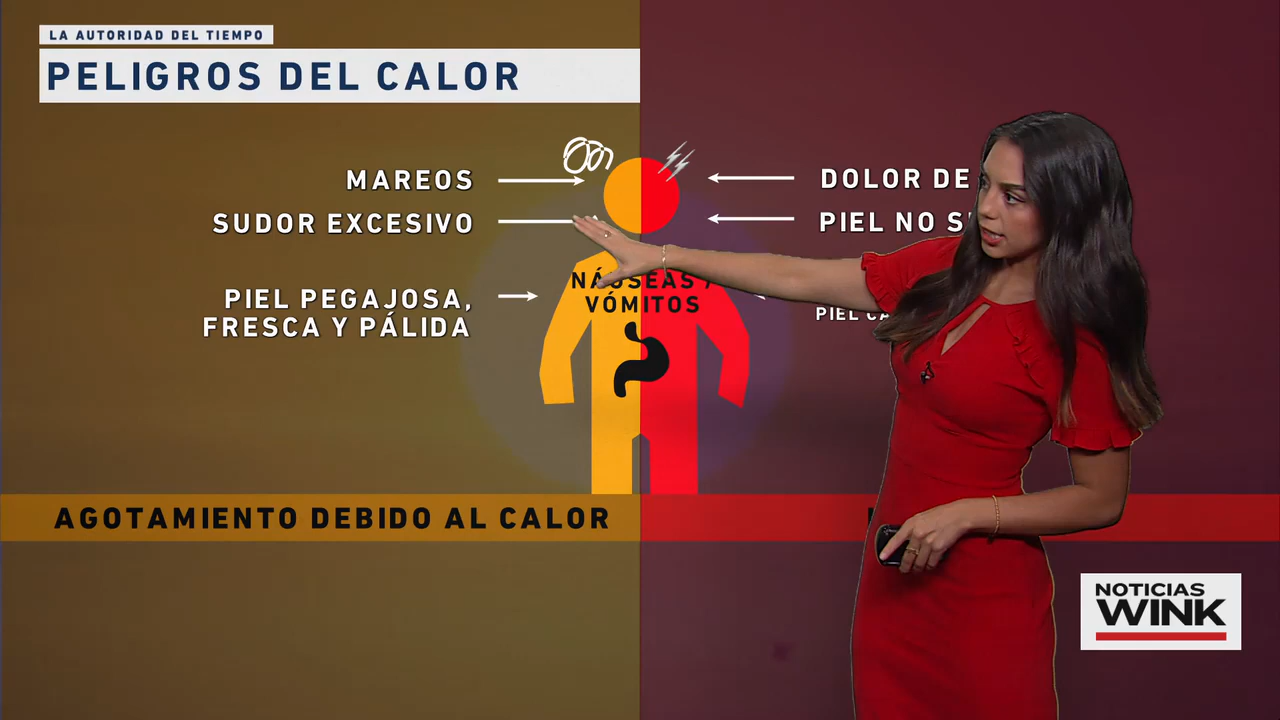 LA AUTORIDAD DEL TIEMPO
PELIGROS DEL CALOR
MAREOS
SUDOR EXCESIVO
PIEL PEGAJOSA,
FRESCA Y PÁLIDA
NÁUSEAS /
VÓMITOS
DOLOR DE
PIEL NO
PIEL
AGOTAMIENTO DEBIDO AL CALOR
NOTICIAS
WINK